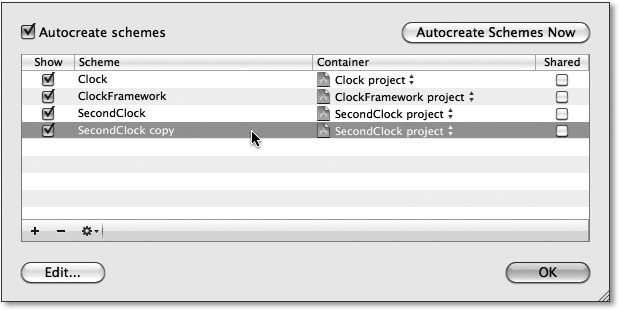 Autocreate schemes
Autocreate Schemes Now
Show Scheme Container Shared
Clock Clock project
ClockFramework ClockFramework project
SecondClock SecondClock project
SecondClock copy SecondClock project
Edit...
OK